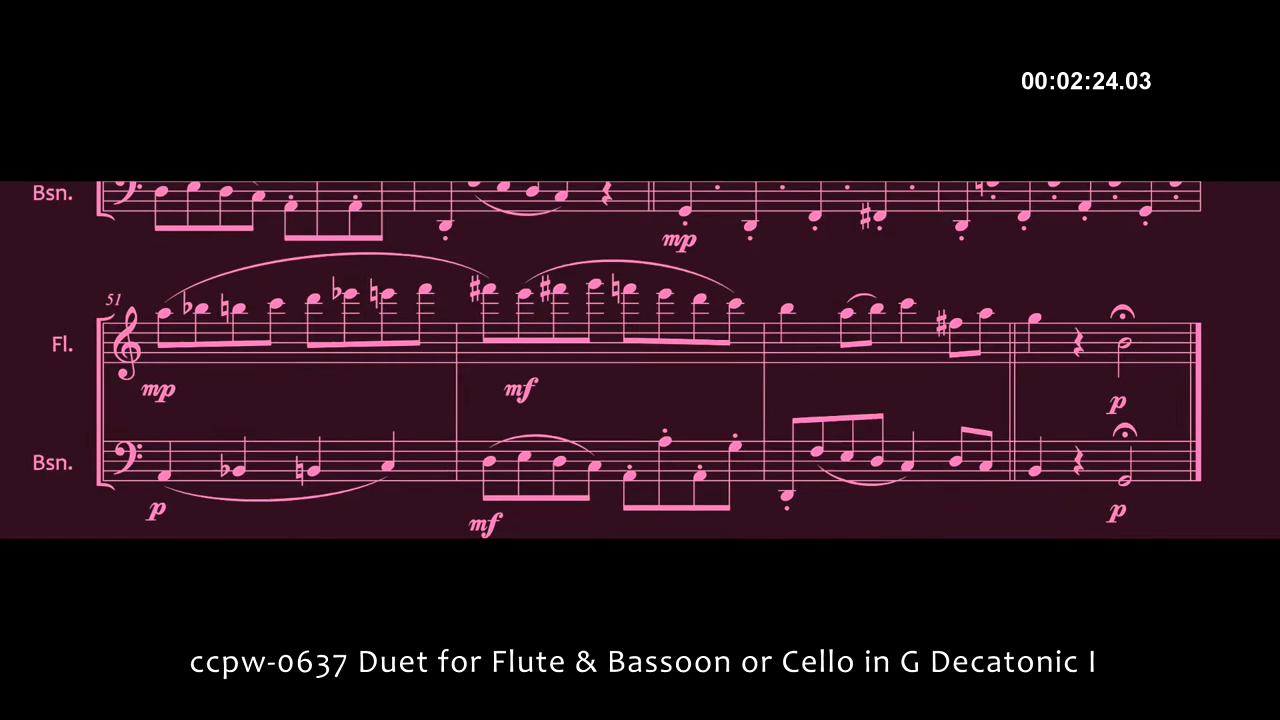 00:02:24.03
Bsn.
mp
51
Fl.
mp mf p
Bsn.
p mf p
ccpw-0637 Duet for Flute & Bassoon or Cello in G Decatonic I